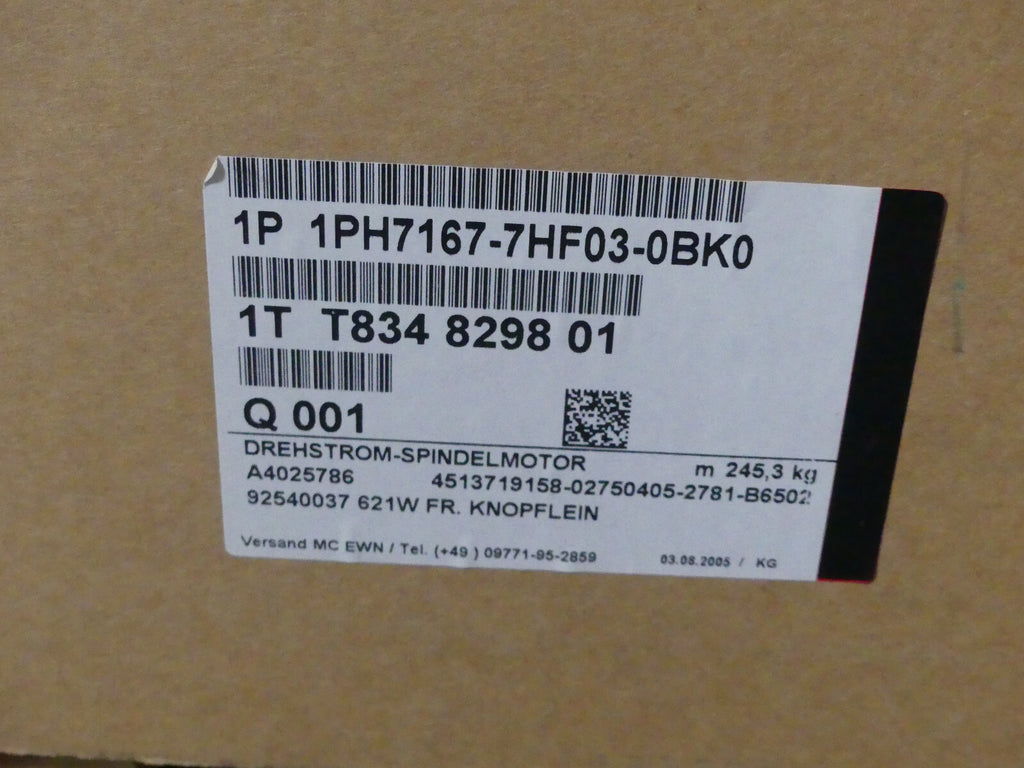 1P 1PH7167-7HF03-0BK0
1T T834 8298 01
Q 001
DREHSTROM-SPINDELMOTOR m 245,3 kg
A4025786 4513719158-02750405-2781-B6502
92540037 621W FR. KNOPFLEIN
Versand MC EWN / Tel. (+49 ) 09771-95-2859 03.08.2005 / KG